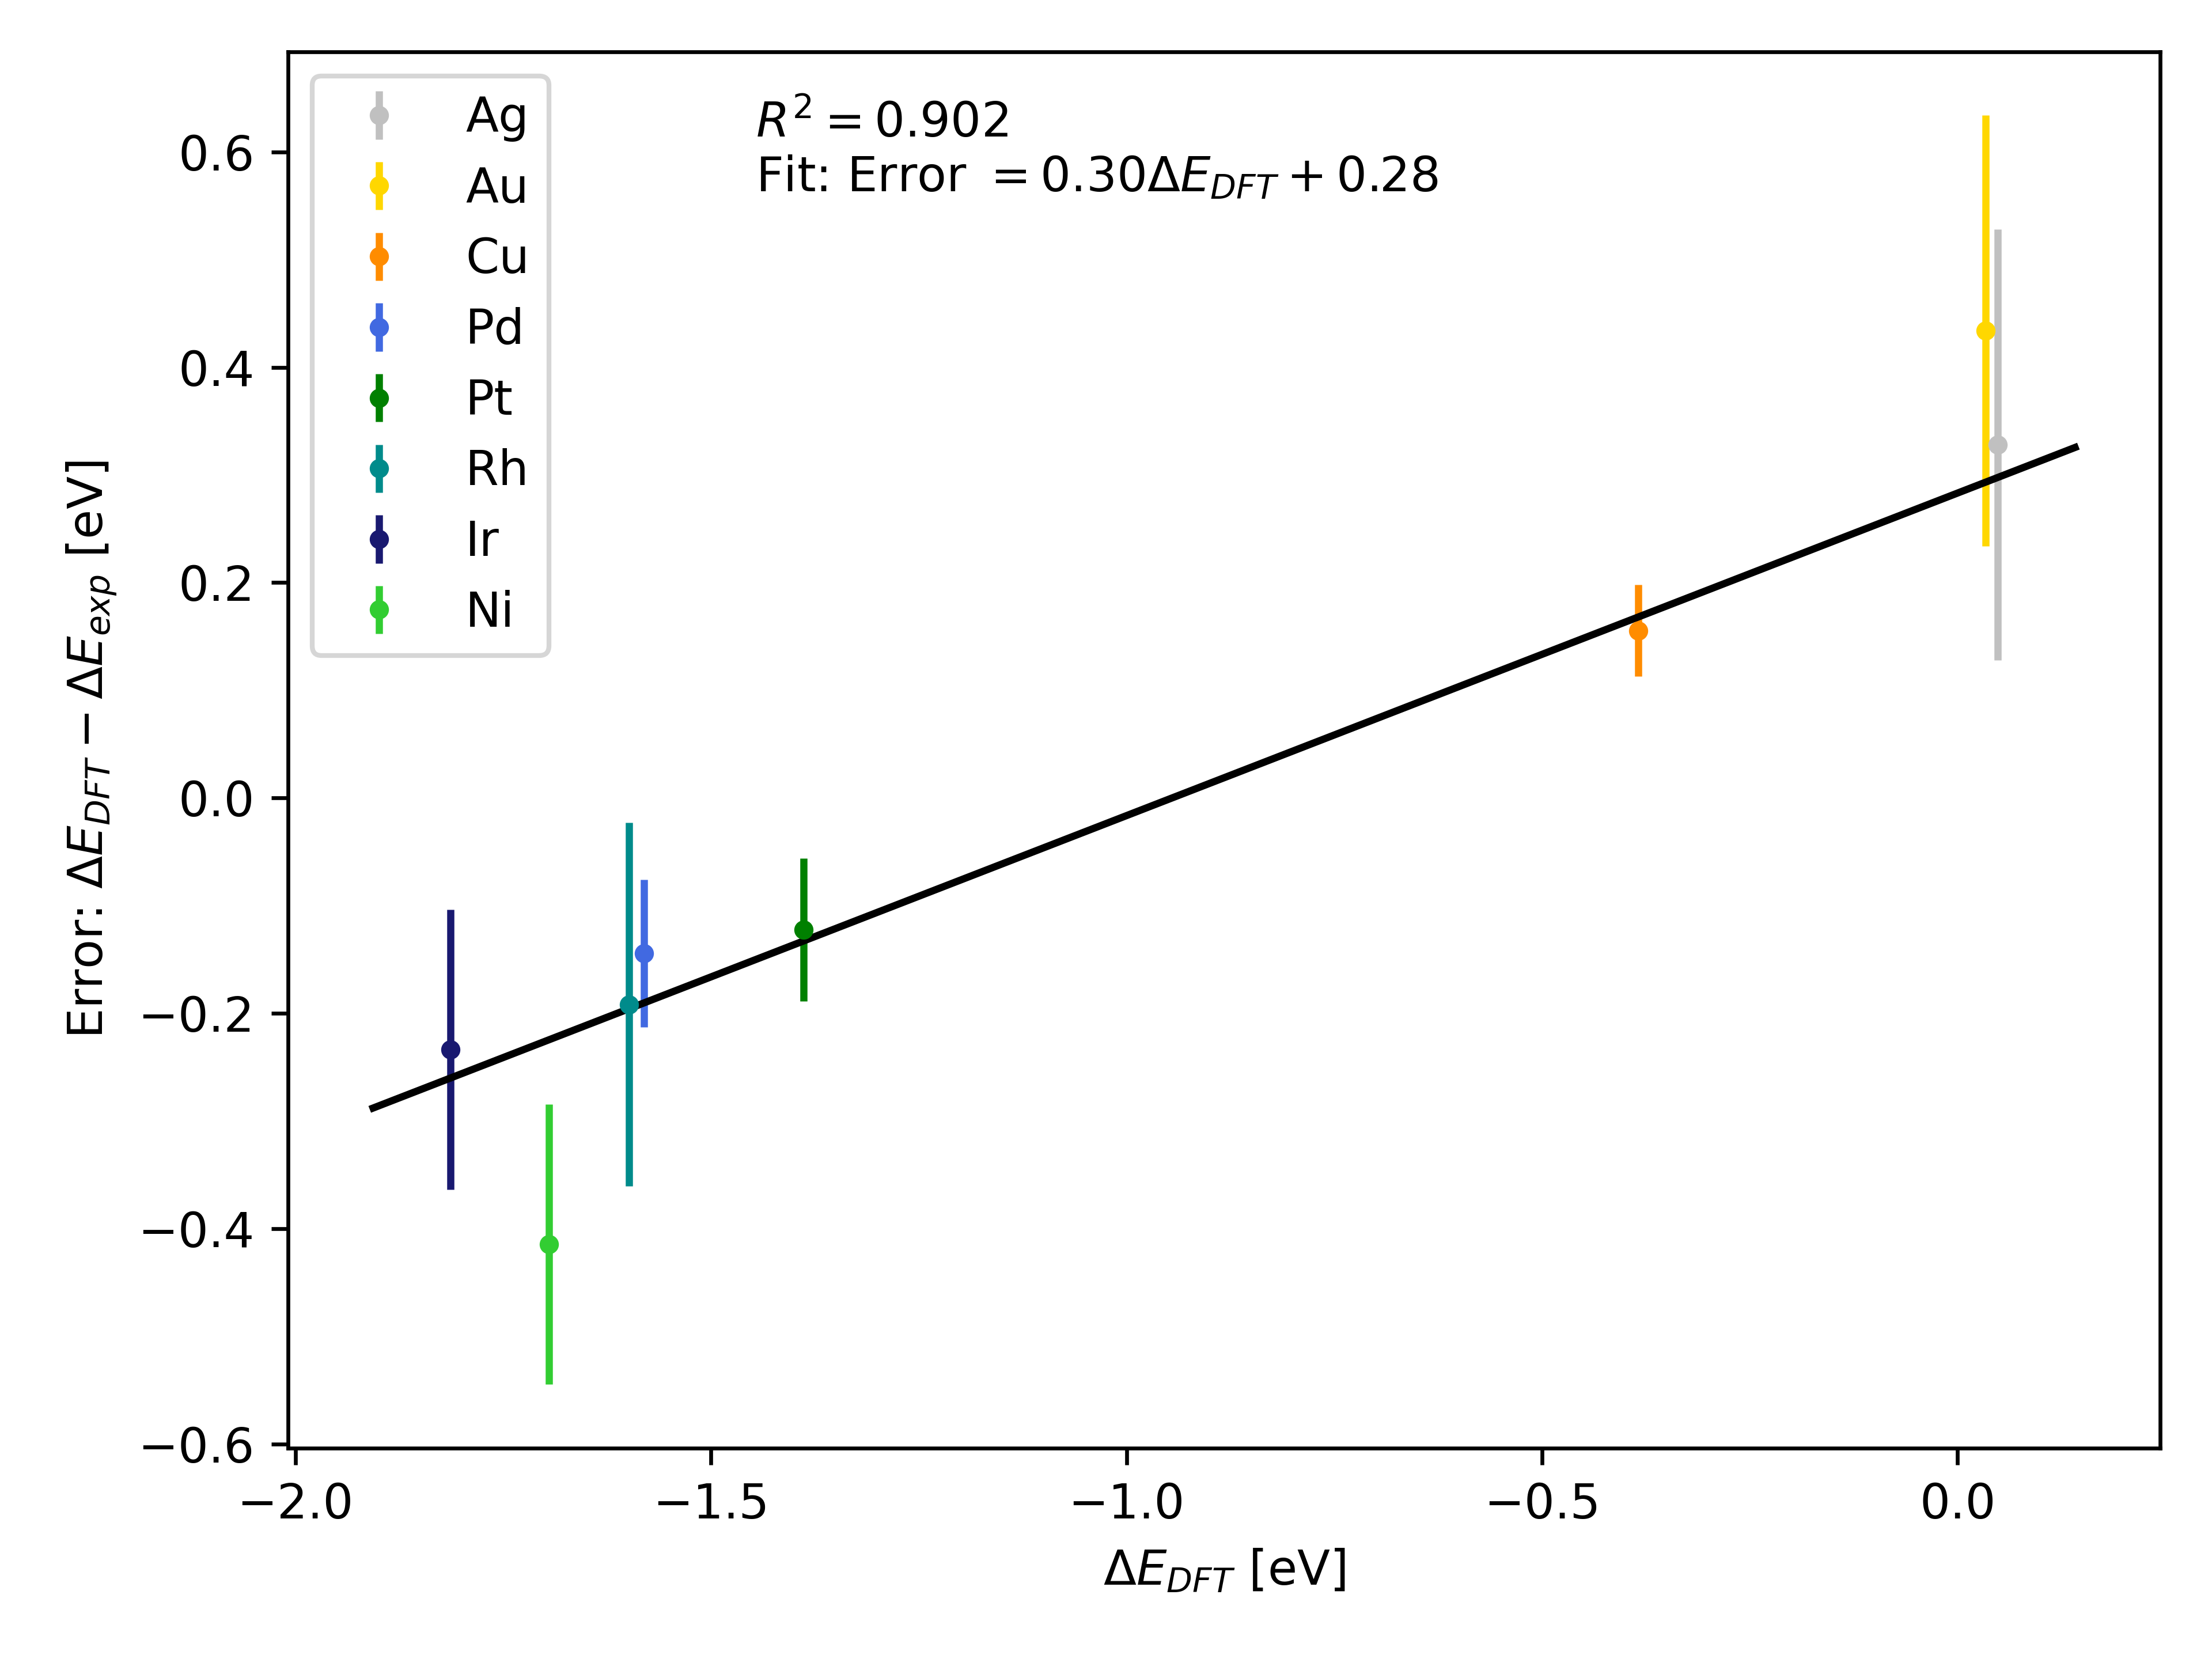 Ag
Au
Cu
Pd
Pt
Rh
Ir
Ni
R² = 0.902
Fit: Error = 0.30ΔE_DFT + 0.28
0.6
0.4
0.2
0.0
−0.2
−0.4
−0.6
Error: ΔE_DFT − ΔE_exp [eV]
−2.0
−1.5
−1.0
−0.5
0.0
ΔE_DFT [eV]